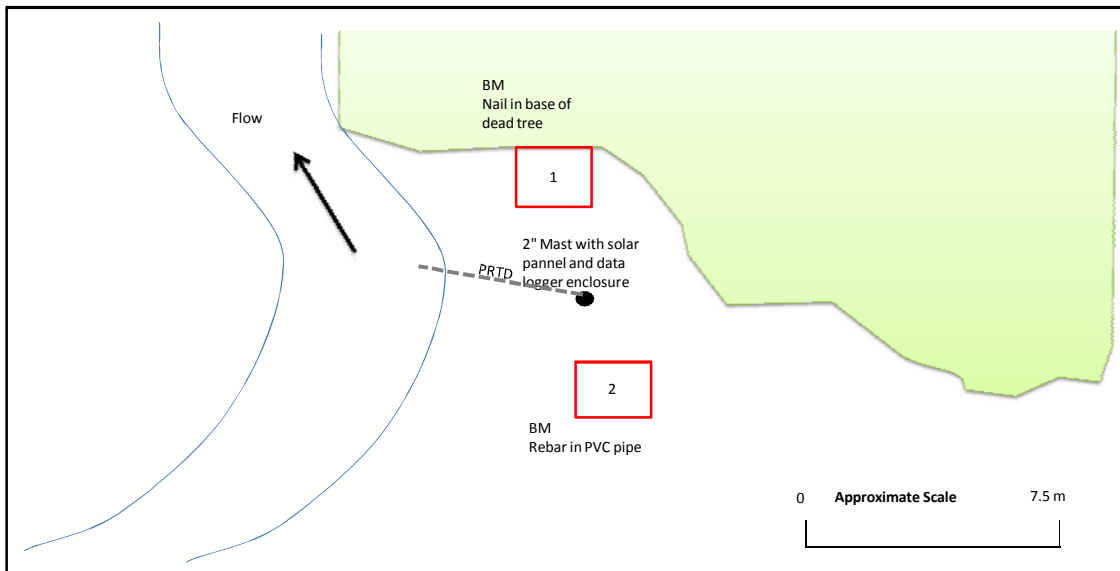 BM
Nail in base of
dead tree
Flow
1
2" Mast with solar
pannel and data
logger enclosure
PRTD
2
BM
Rebar in PVC pipe
0 Approximate Scale 7.5 m